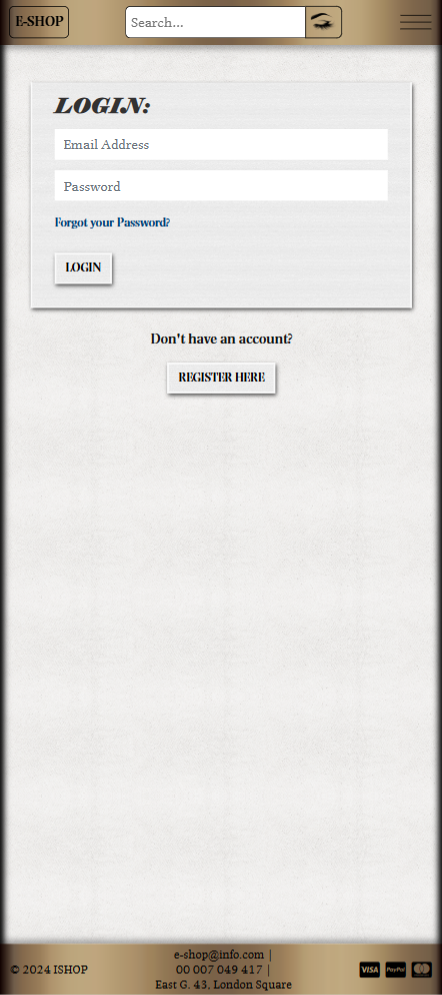 E-SHOP
Search...
LOGIN:
Email Address
Password
Forgot your Password?
LOGIN
Don't have an account?
REGISTER HERE
© 2024 ISHOP
e-shop@info.com |
00 007 049 417 |
East G. 43, London Square
VISA
PayPal